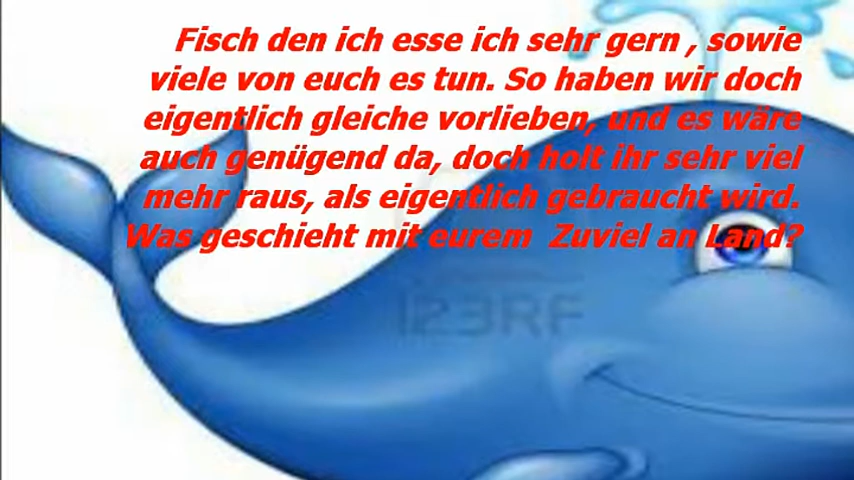 Fisch den ich esse ich sehr gern , sowie
viele von euch es tun. So haben wir doch
eigentlich gleiche vorlieben, und es wäre
auch genügend da, doch holt ihr sehr viel
mehr raus, als eigentlich gebraucht wird.
Was geschieht mit eurem  Zuviel an Land?
123RF